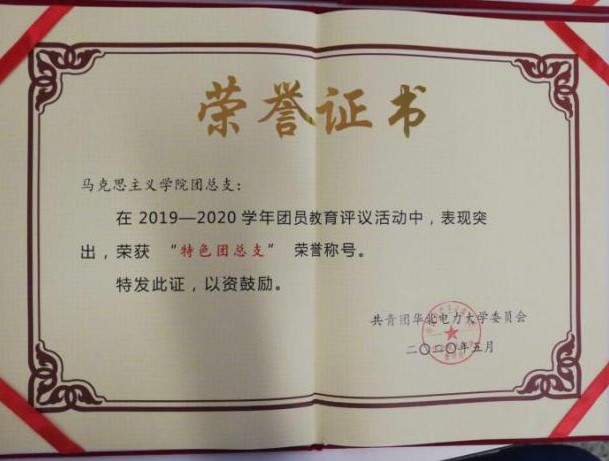 荣誉证书
马克思主义学院团总支：
在 2019—2020 学年团员教育评议活动中，表现突
出，荣获 “特色团总支” 荣誉称号。
特发此证，以资鼓励。
共青团华北电力大学委员会
二〇二〇年五月